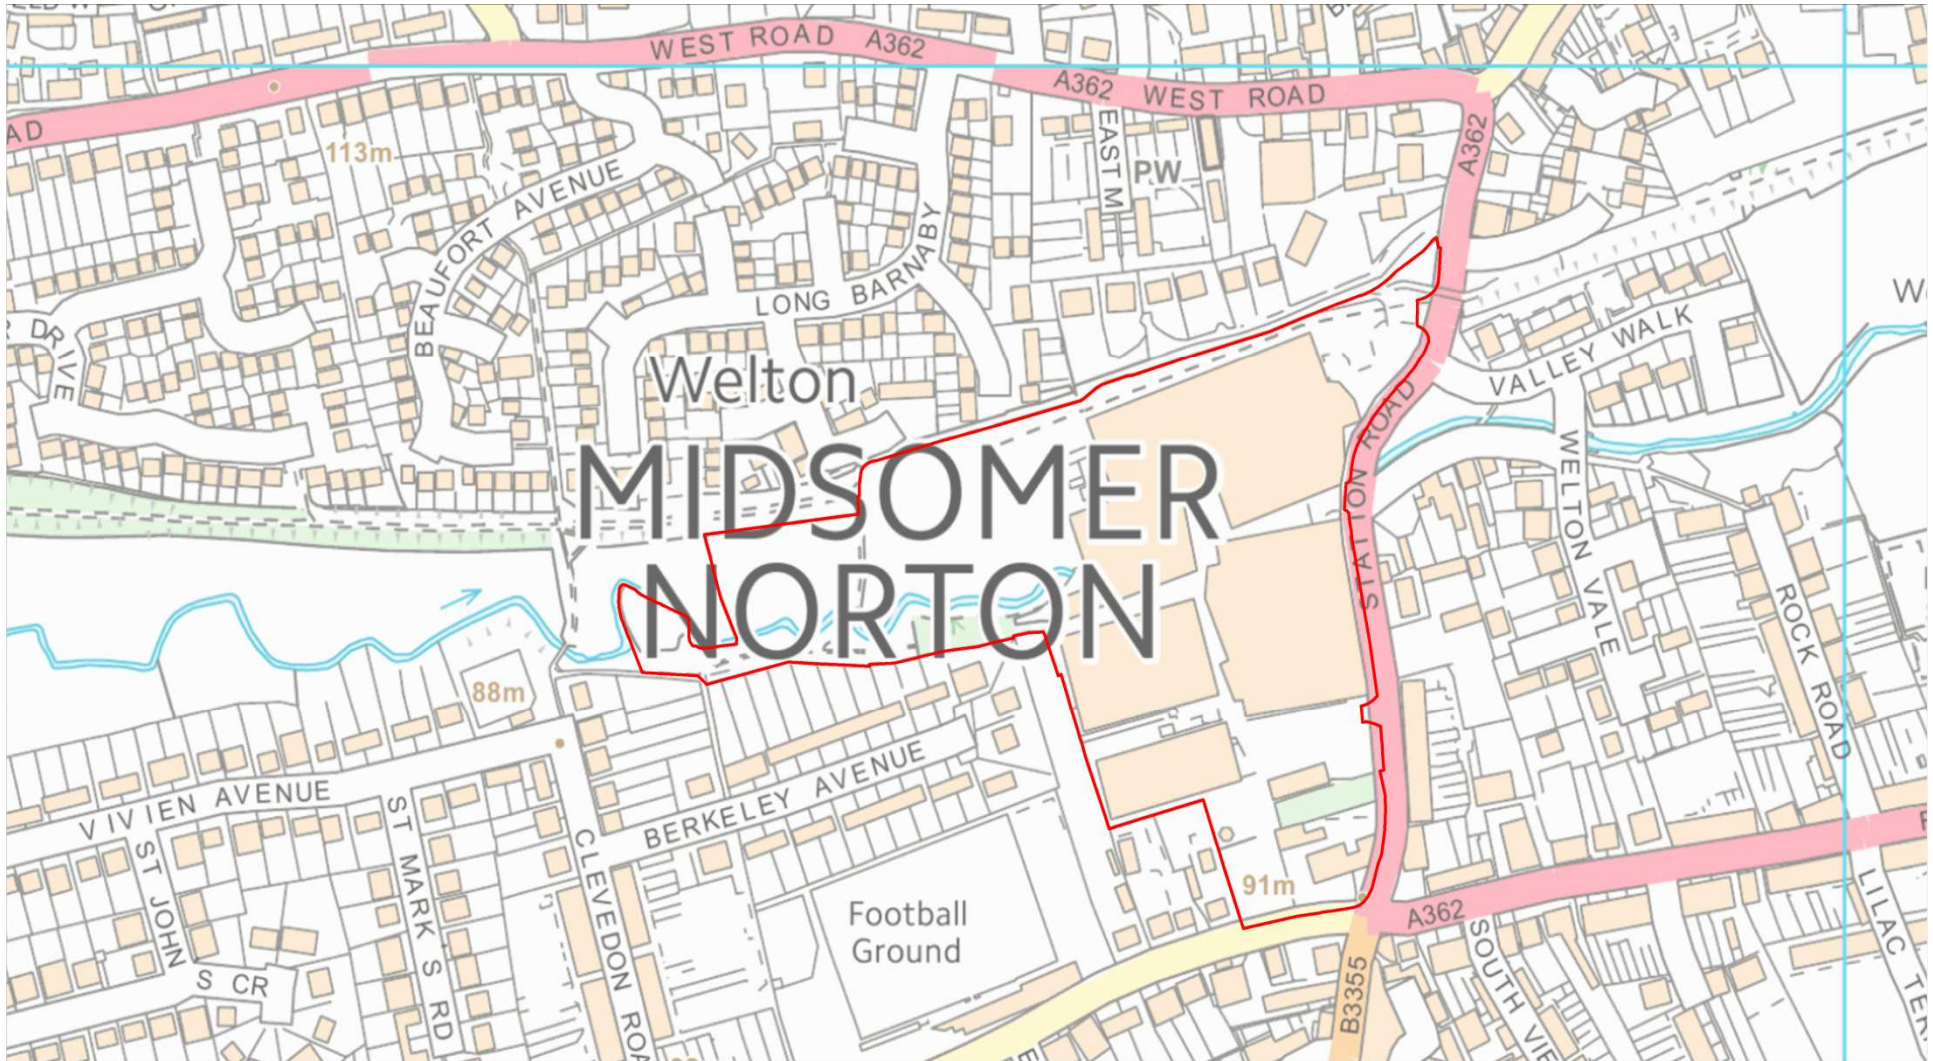 WEST ROAD A362
A362 WEST ROAD
A362
AD
113m
EAST M
PW
BEAUFORT AVENUE
LONG BARNABY
DRIVE
Welton
VALLEY WALK
STATION ROAD
MIDSOMER
NORTON
WELTON VALE
ROCK ROAD
88m
VIVIEN AVENUE
BERKELEY AVENUE
ST MARK'S RD
ST JOHN
S CR
CLEVEDON ROA
Football
Ground
91m
A362
B3355
SOUTH VIE
LILAC TER